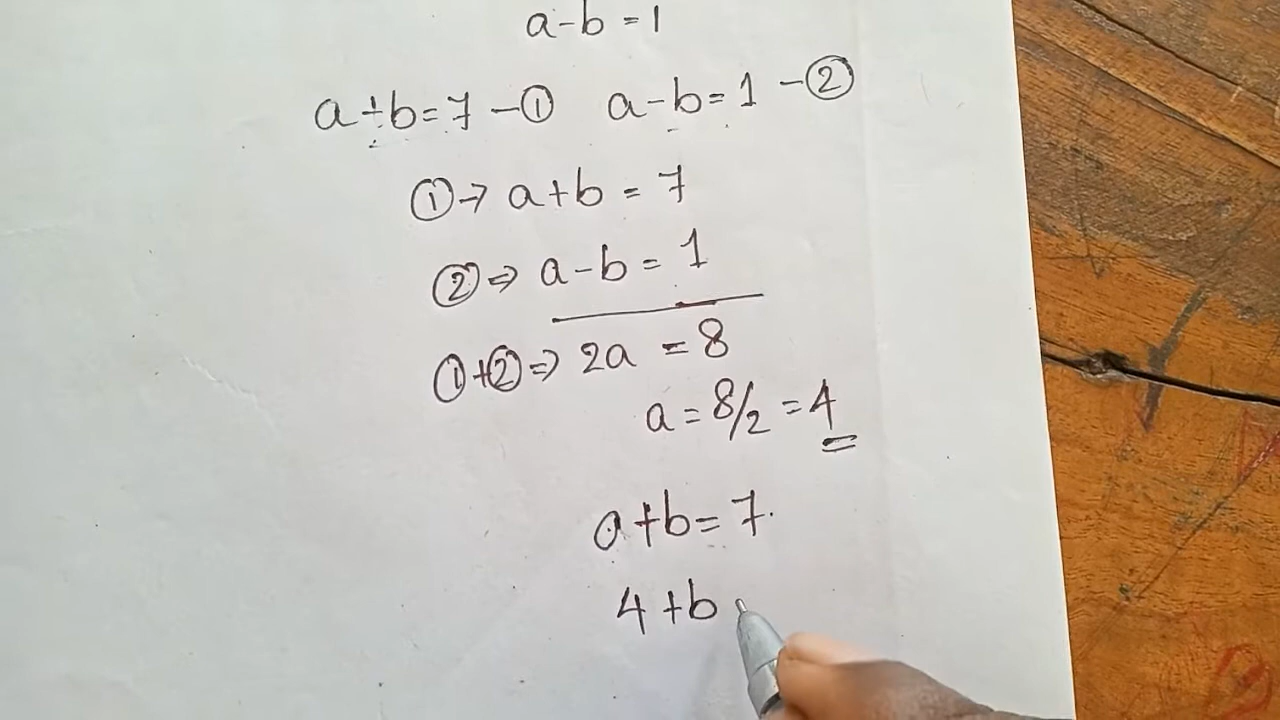 a-b=1
a+b=7 -① a-b=1 -②
①→ a+b = 7
②⇒ a-b = 1
①+②⇒ 2a = 8
a = 8/2 = 4
a+b= 7.
4+b